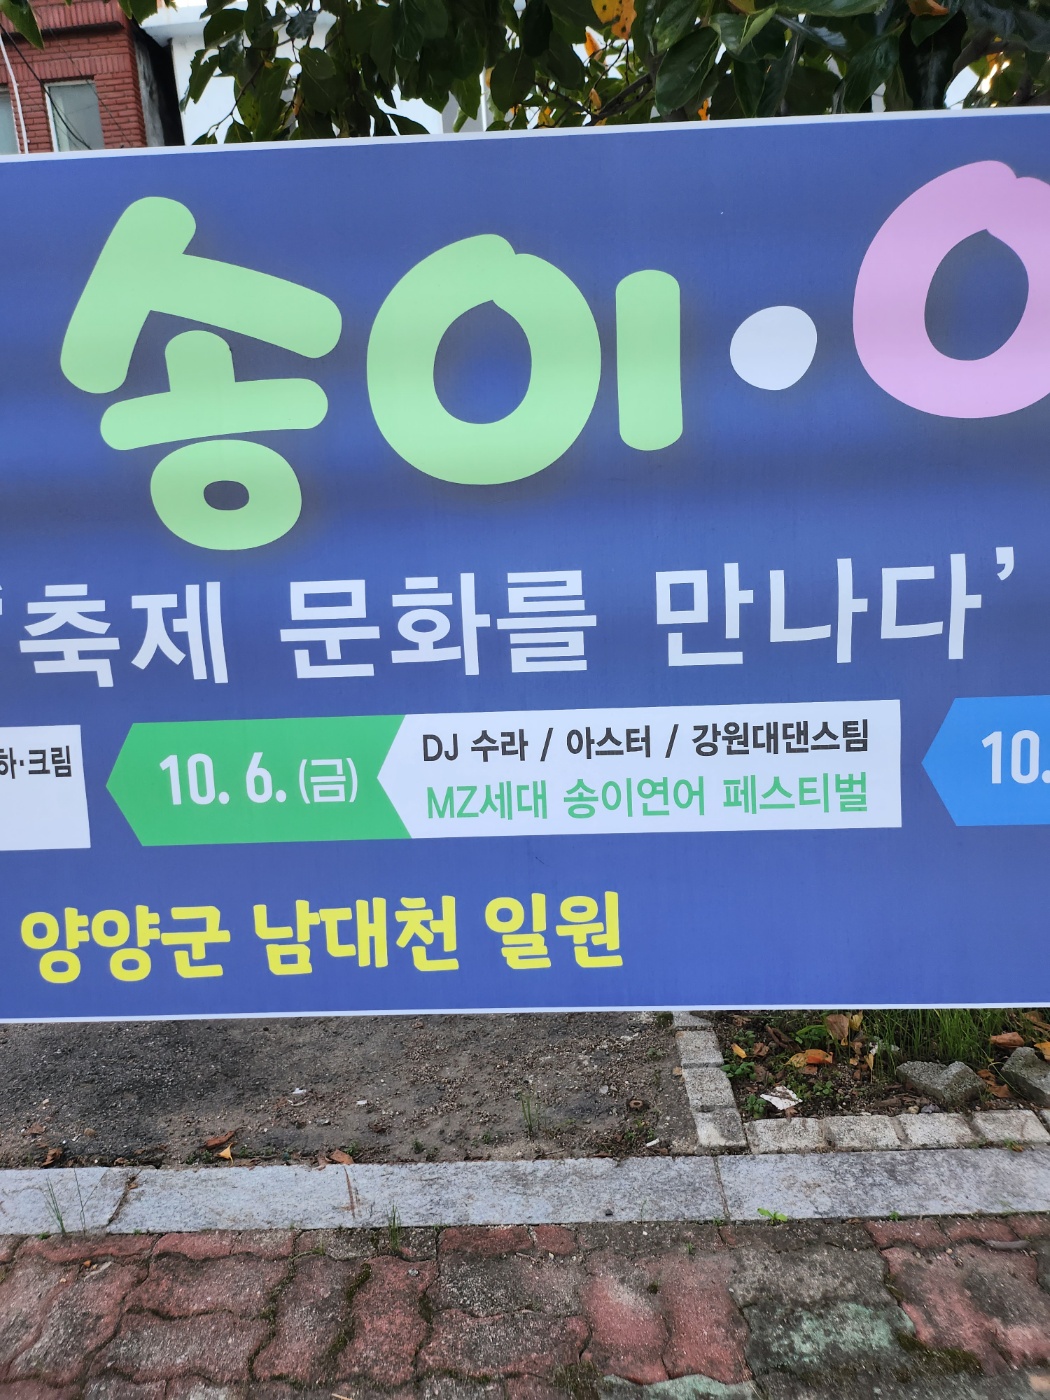 송이·
‘축제 문화를 만나다’
하·크림
10. 6. (금)
DJ 수라 / 아스터 / 강원대댄스팀
MZ세대 송이연어 페스티벌
10.
양양군 남대천 일원